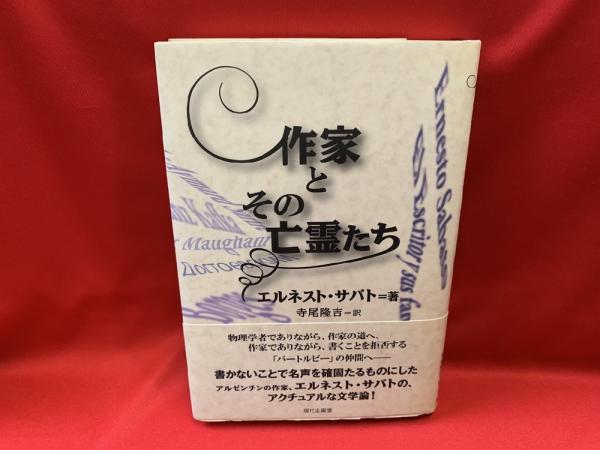 作家
と
その
亡霊たち
エルネスト・サバト=著
寺尾隆吉=訳
Ernesto Sabato
Escritor y sus fan
Kafka
Maugham
物理学者でありながら、作家の道へ、
作家でありながら、書くことを拒否する
「バートルビー」の仲間へ――
書かないことで名声を確固たるものにした
アルゼンチンの作家、エルネスト・サバトの、
アクチュアルな文学論!
現代企画室